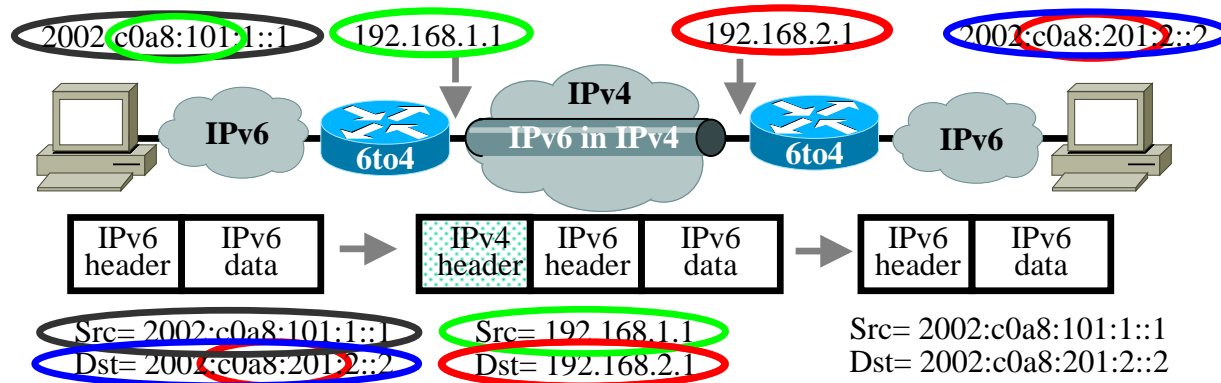 2002:c0a8:101:1::1
192.168.1.1
192.168.2.1
2002:c0a8:201:2::2
IPv4
IPv6
IPv6 in IPv4
IPv6
6to4
6to4
IPv6 header
IPv6 data
IPv4 header
IPv6 header
IPv6 data
IPv6 header
IPv6 data
Src= 2002:c0a8:101:1::1
Dst= 2002:c0a8:201:2::2
Src= 192.168.1.1
Dst= 192.168.2.1
Src= 2002:c0a8:101:1::1
Dst= 2002:c0a8:201:2::2